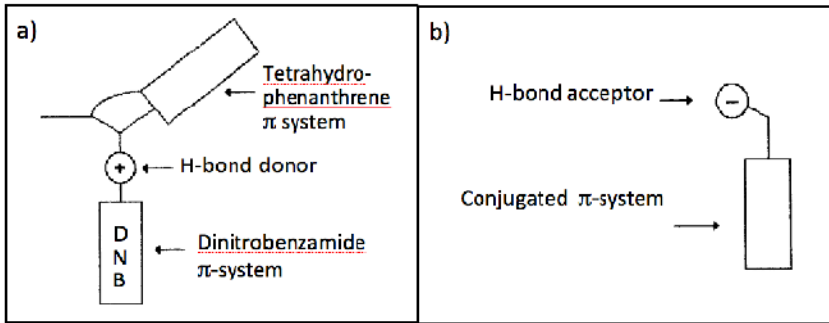 a)
Tetrahydro-
phenanthrene
π system
+
H-bond donor
D
N
B
Dinitrobenzamide
π-system
b)
H-bond acceptor
−
Conjugated π-system